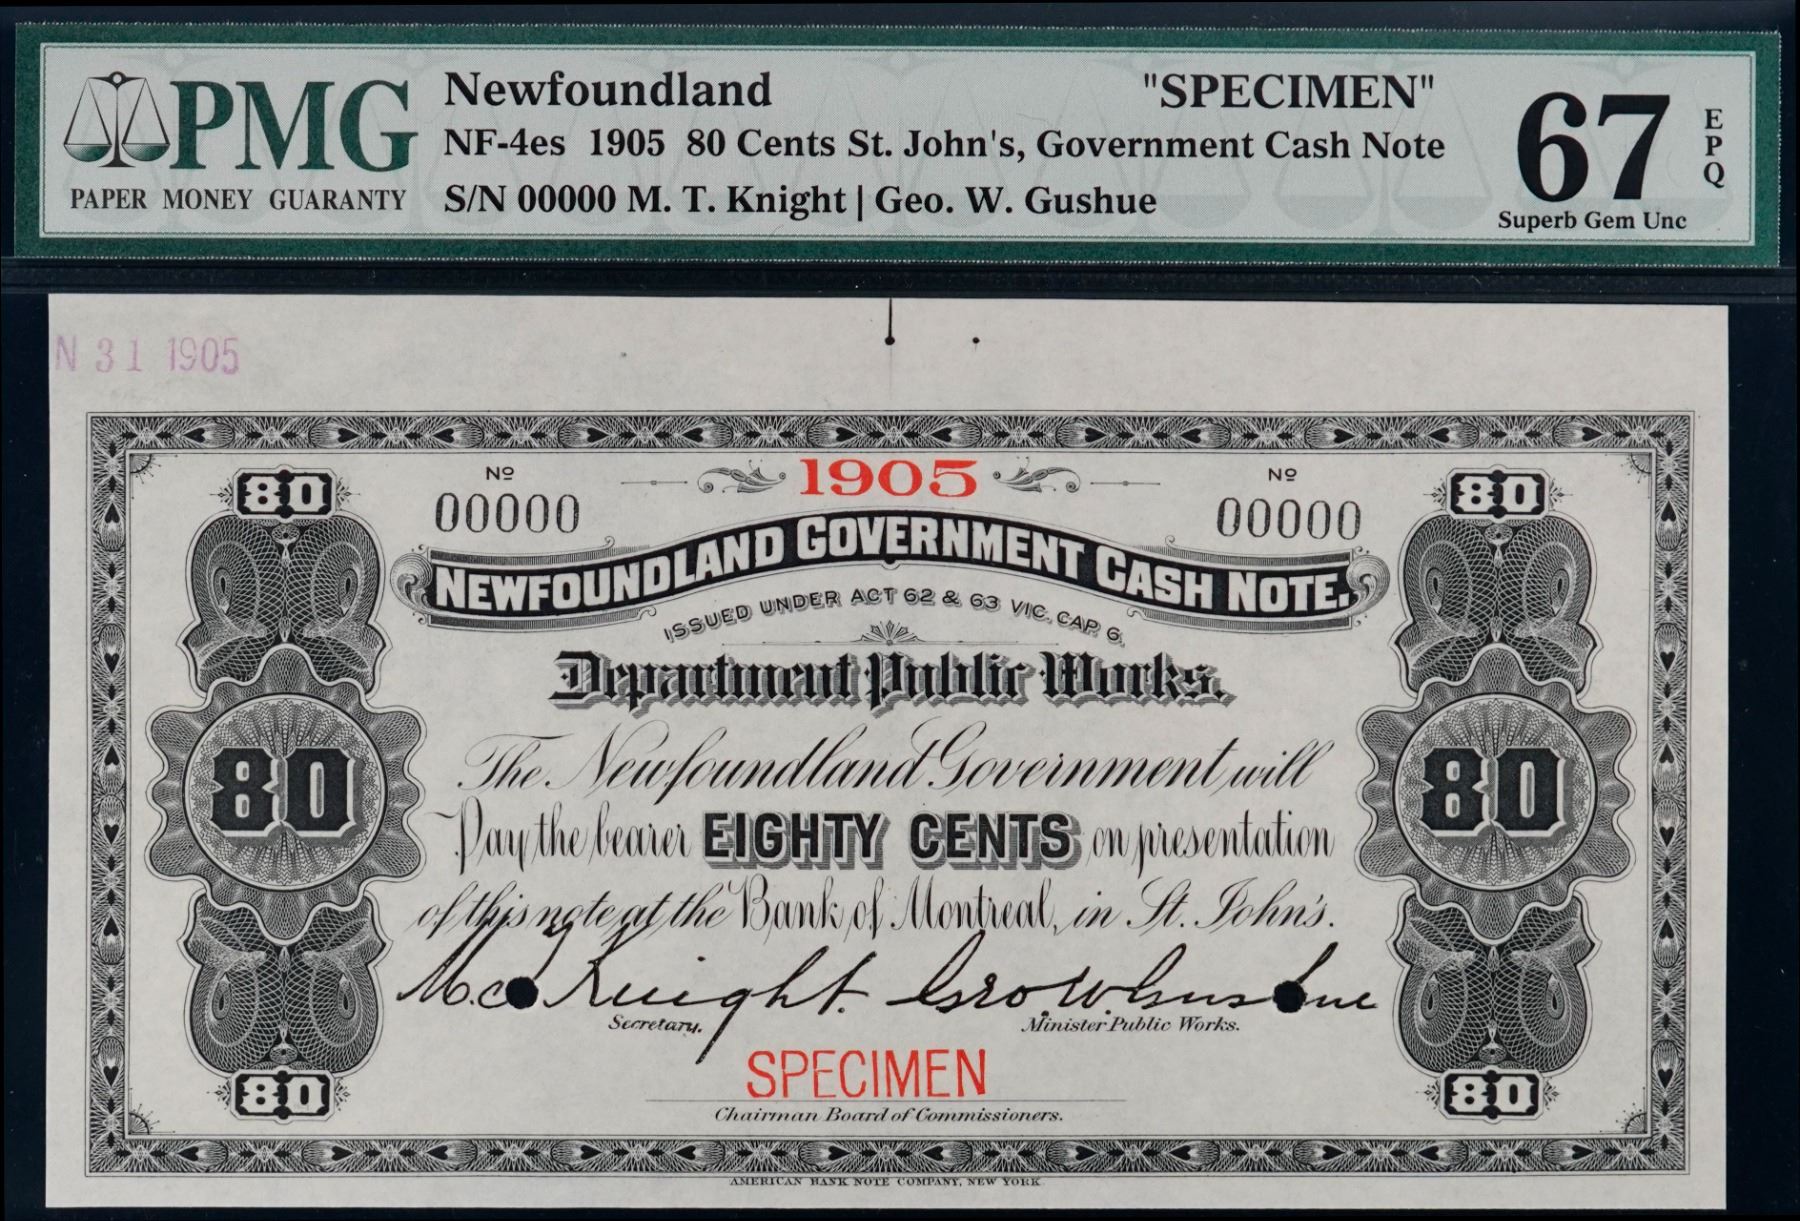 PMG
PAPER MONEY GUARANTY
Newfoundland "SPECIMEN"
NF-4es 1905 80 Cents St. John's, Government Cash Note
S/N 00000 M. T. Knight | Geo. W. Gushue
67
EPQ
Superb Gem Unc
N 31 1905
80 Nº 1905 Nº 80
00000 00000
NEWFOUNDLAND GOVERNMENT CASH NOTE.
ISSUED UNDER ACT 62 & 63 VIC. CAP. 6.
Department Public Works.
The Newfoundland Government will
80 Pay the bearer EIGHTY CENTS on presentation 80
of this note at the Bank of Montreal, in St. John's.
M. T. Knight. Geo W Gushue
Secretary. Minister Public Works.
SPECIMEN
80 80
Chairman Board of Commissioners.
AMERICAN BANK NOTE COMPANY, NEW YORK.